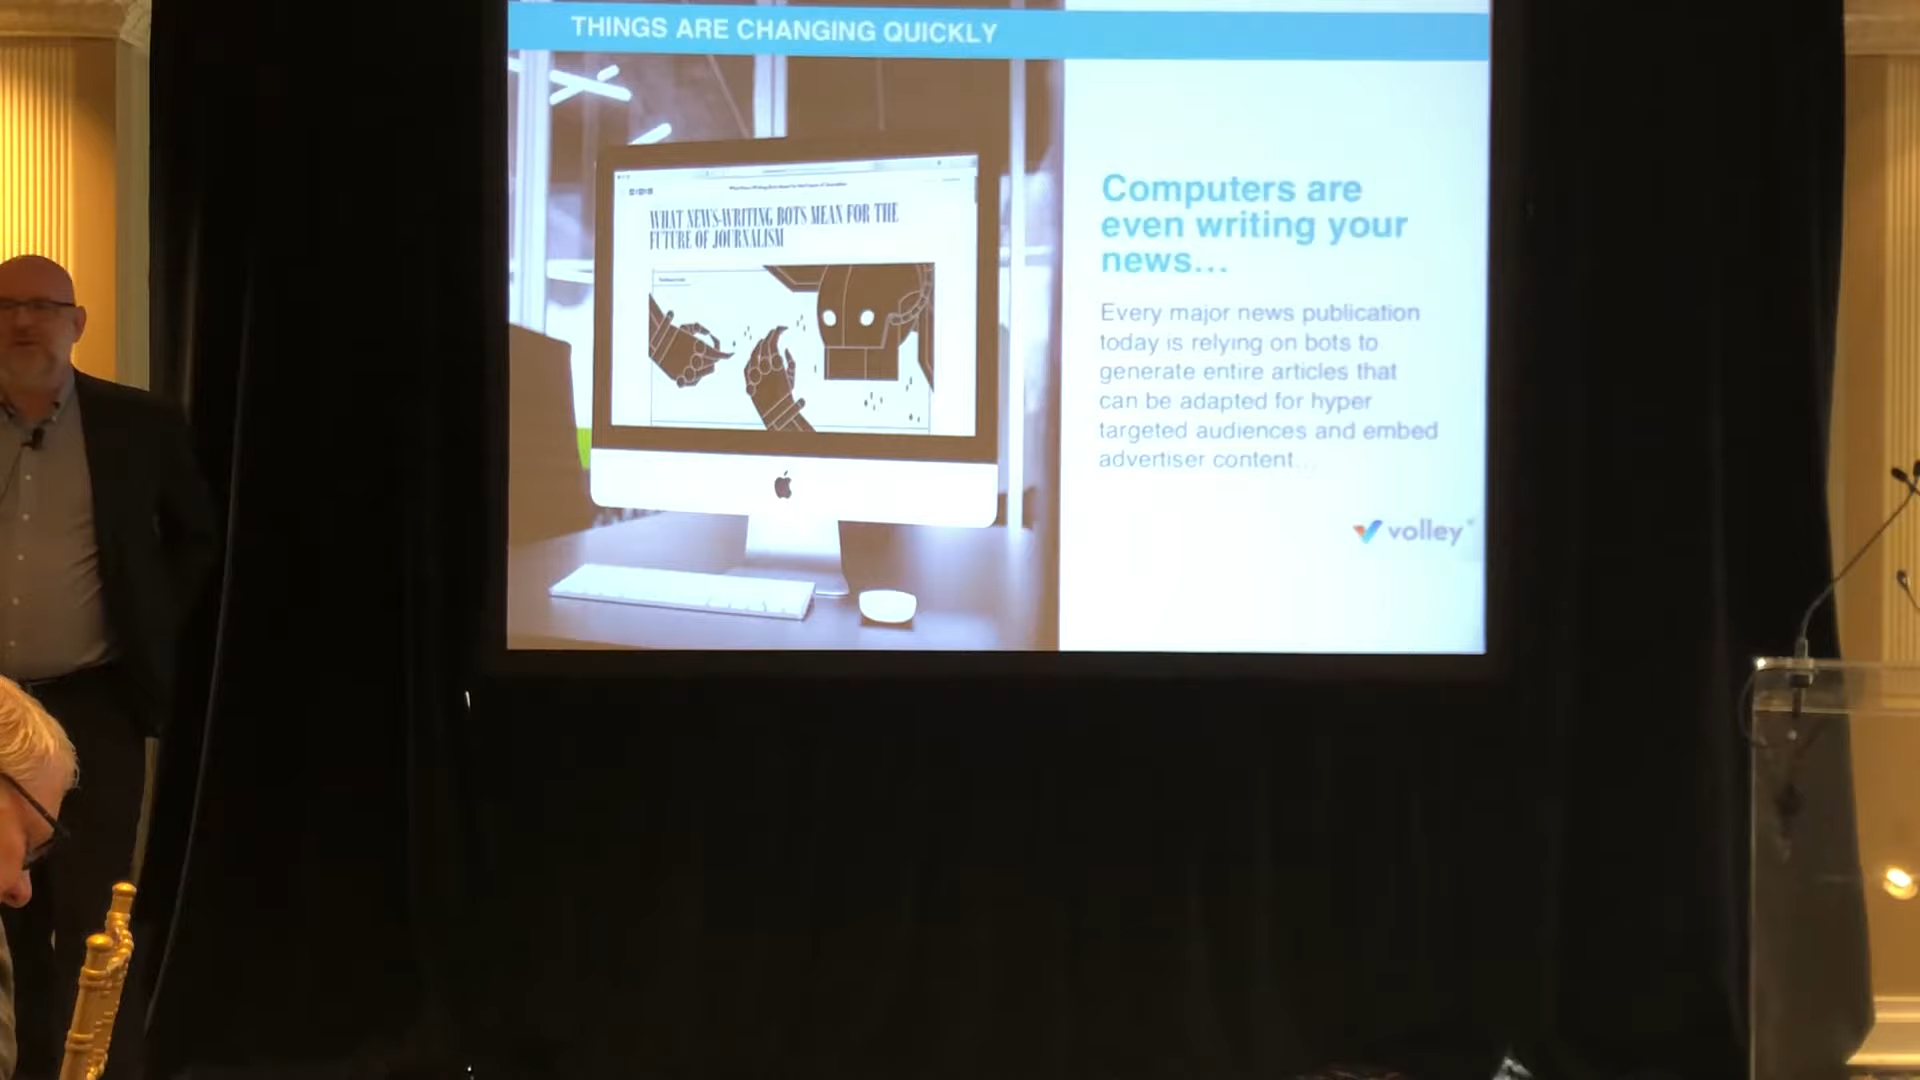 THINGS ARE CHANGING QUICKLY
WHAT NEWS-WRITING BOTS MEAN FOR THE
FUTURE OF JOURNALISM
Computers are
even writing your
news...
Every major news publication
today is relying on bots to
generate entire articles that
can be adapted for hyper
targeted audiences and embed
advertiser content...
volley